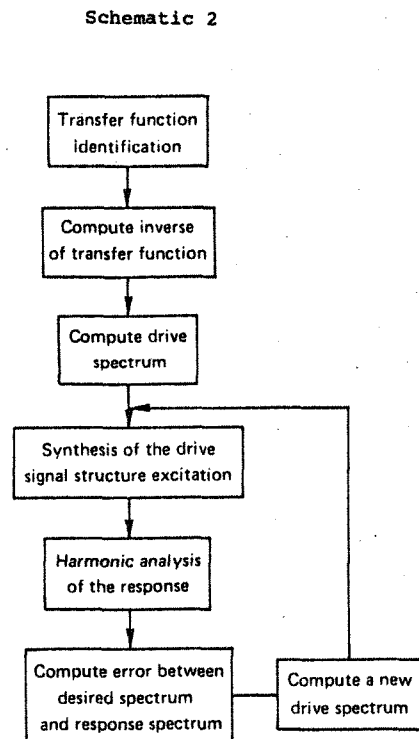 Schematic 2
Transfer function
identification
Compute inverse
of transfer function
Compute drive
spectrum
Synthesis of the drive
signal structure excitation
Harmonic analysis
of the response
Compute error between
desired spectrum
and response spectrum
Compute a new
drive spectrum